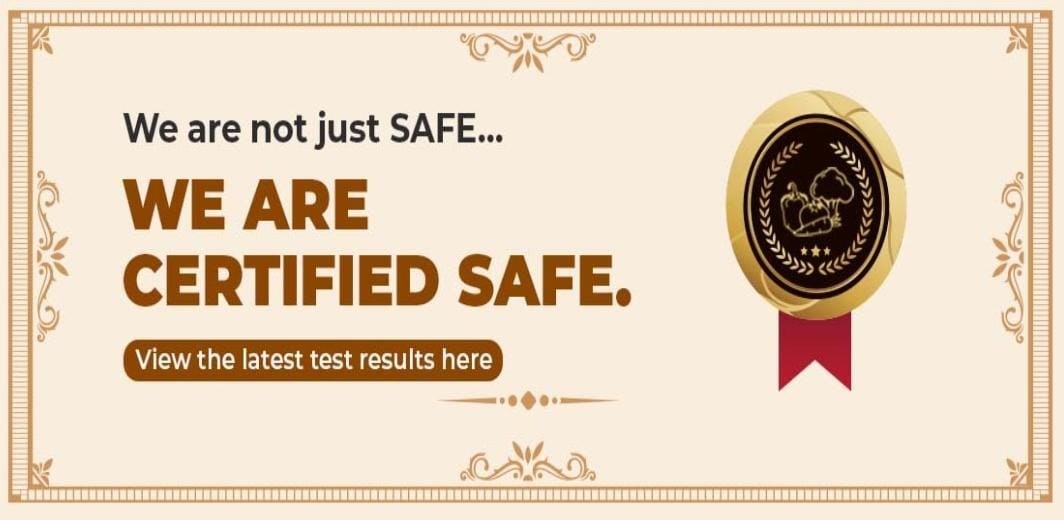 We are not just SAFE...
WE ARE
CERTIFIED SAFE.
View the latest test results here